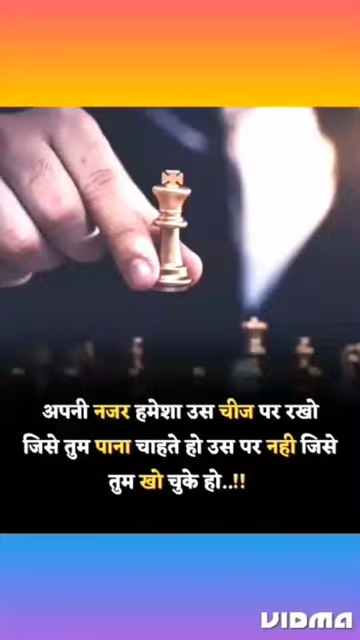 अपनी नजर हमेशा उस चीज पर रखो
जिसे तुम पाना चाहते हो उस पर नही जिसे
तुम खो चुके हो..!!
VIDMA